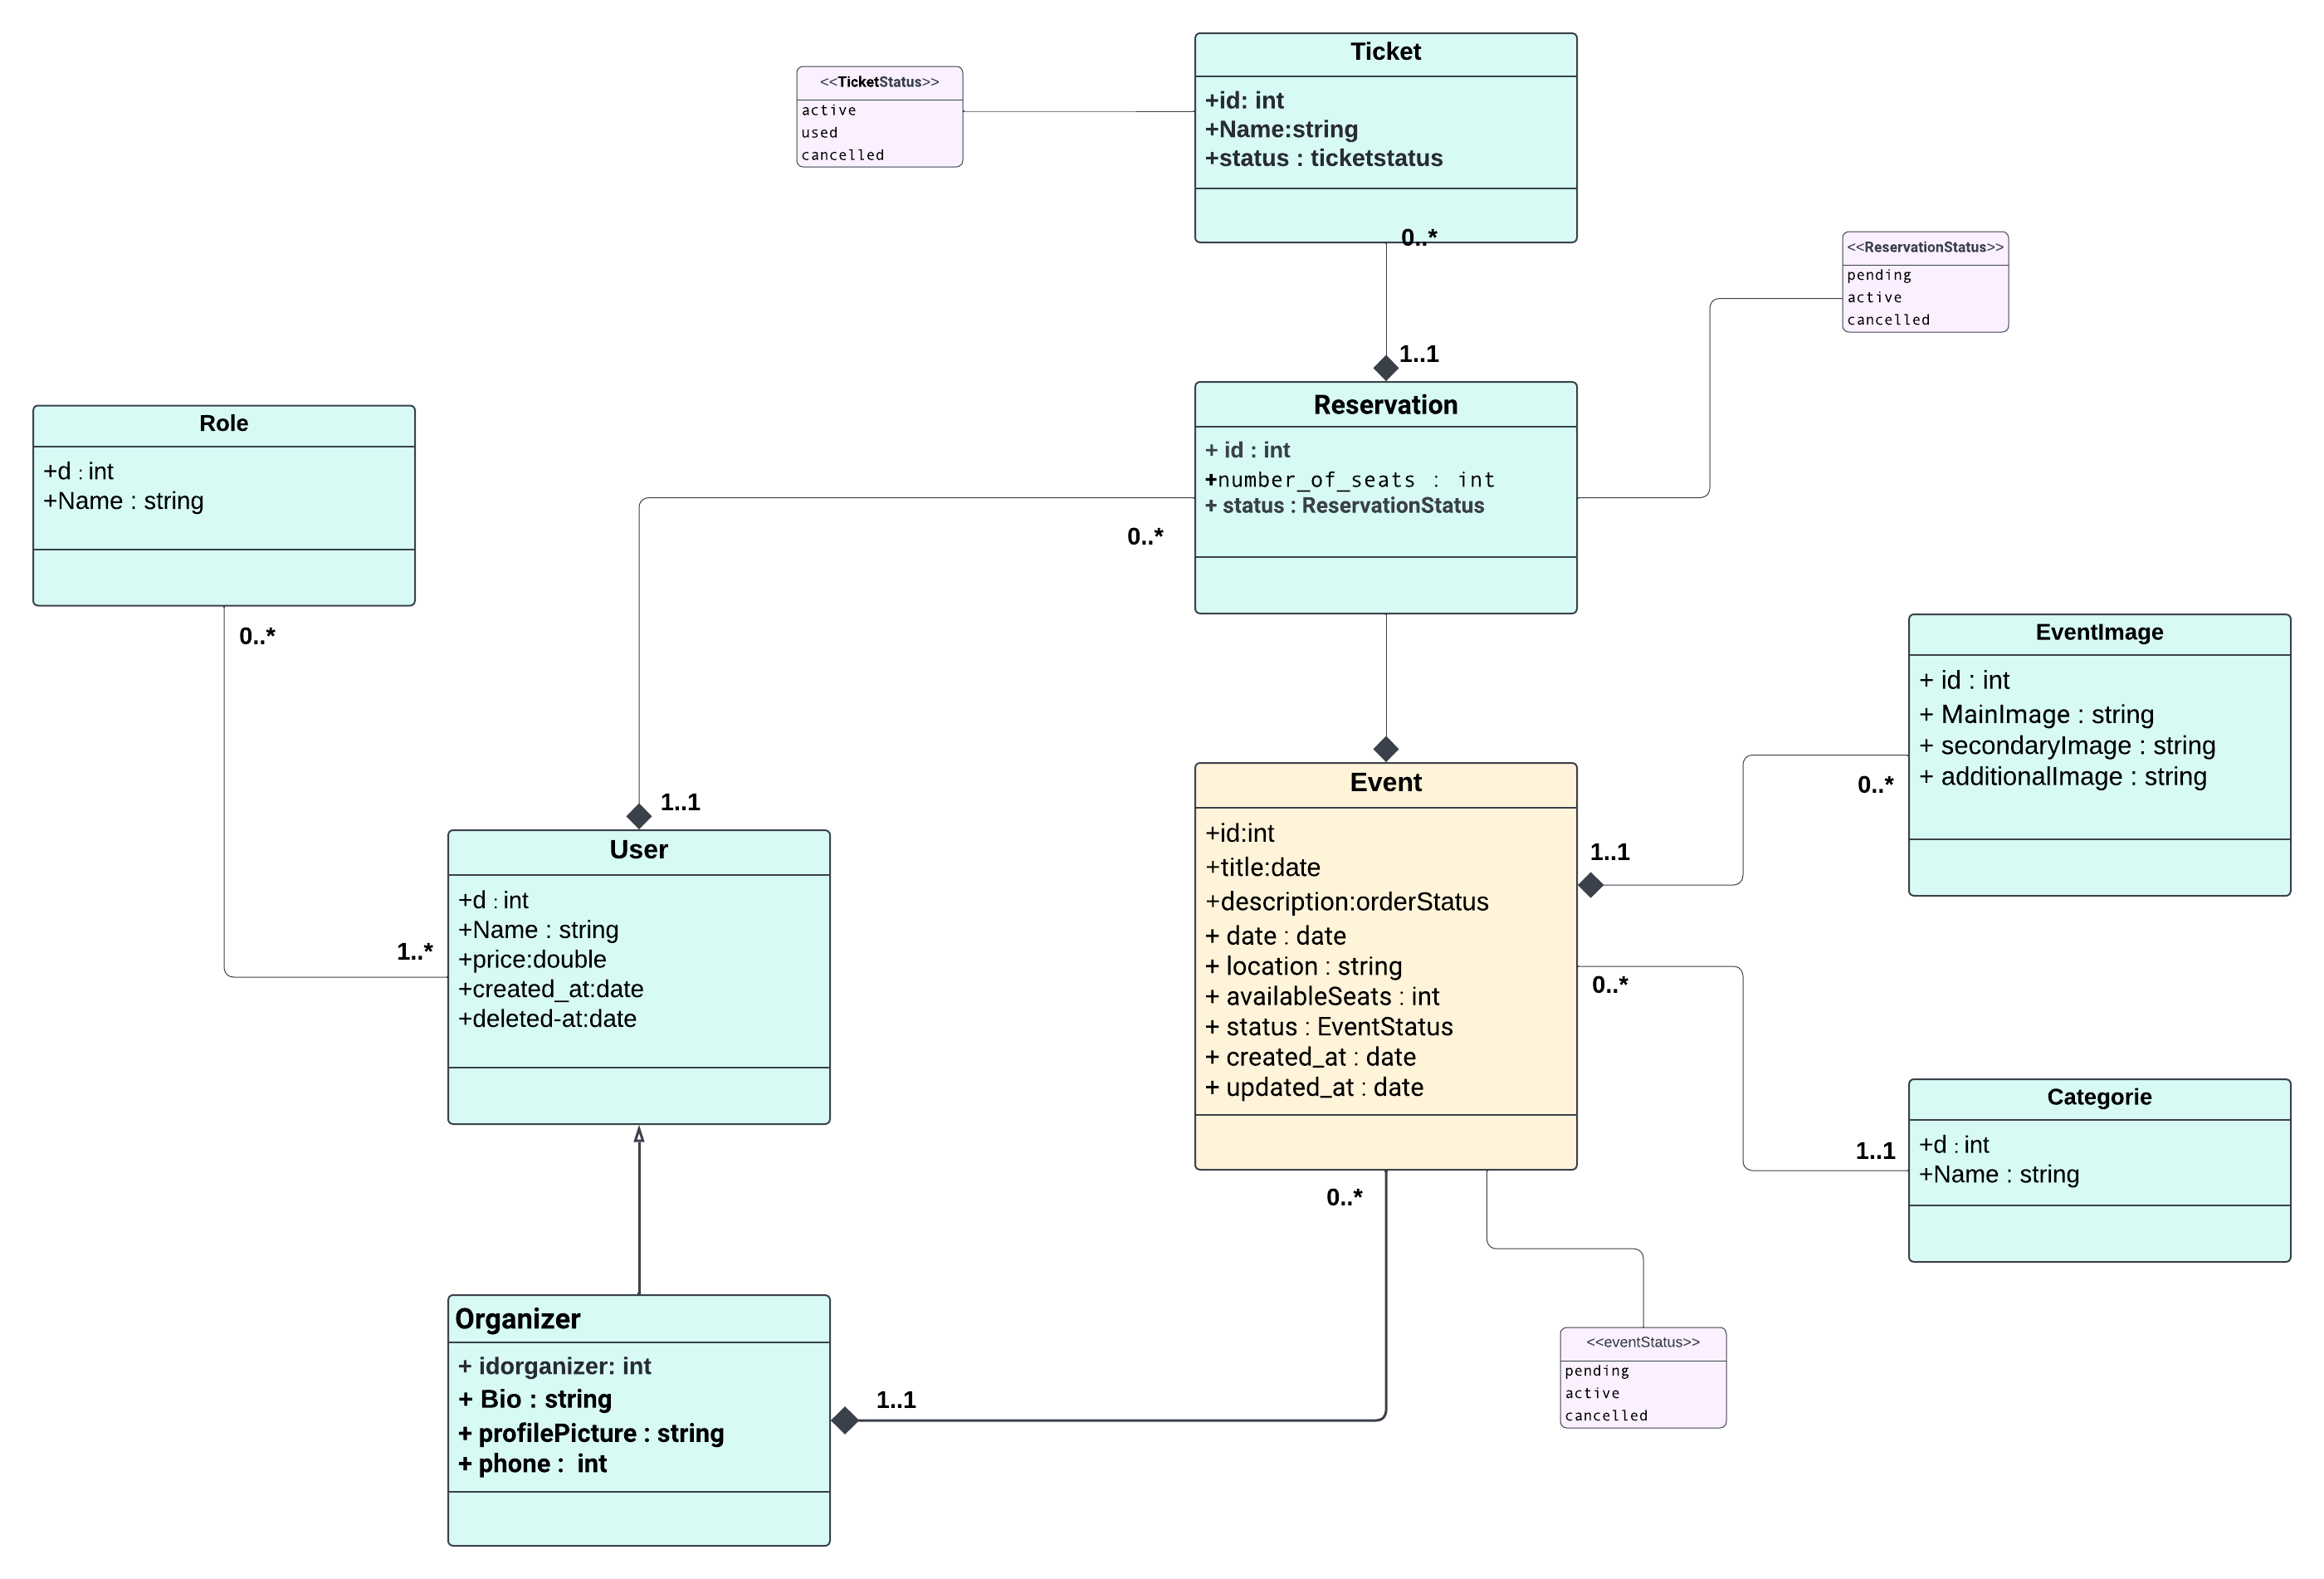 Ticket
+id: int
+Name:string
+status : ticketstatus
<<TicketStatus>>
active
used
cancelled
0..*
<<ReservationStatus>>
pending
active
cancelled
1..1
Reservation
+ id : int
+number_of_seats : int
+ status : ReservationStatus
0..*
Role
+d : int
+Name : string
0..*
EventImage
+ id : int
+ MainImage : string
+ secondaryImage : string
+ additionalImage : string
0..*
1..1
User
+d : int
+Name : string
+price:double
+created_at:date
+deleted-at:date
1..*
Event
+id:int
+title:date
+description:orderStatus
+ date : date
+ location : string
+ availableSeats : int
+ status : EventStatus
+ created_at : date
+ updated_at : date
1..1
0..*
0..*
Categorie
+d : int
+Name : string
1..1
Organizer
+ idorganizer: int
+ Bio : string
+ profilePicture : string
+ phone :  int
1..1
<<eventStatus>>
pending
active
cancelled